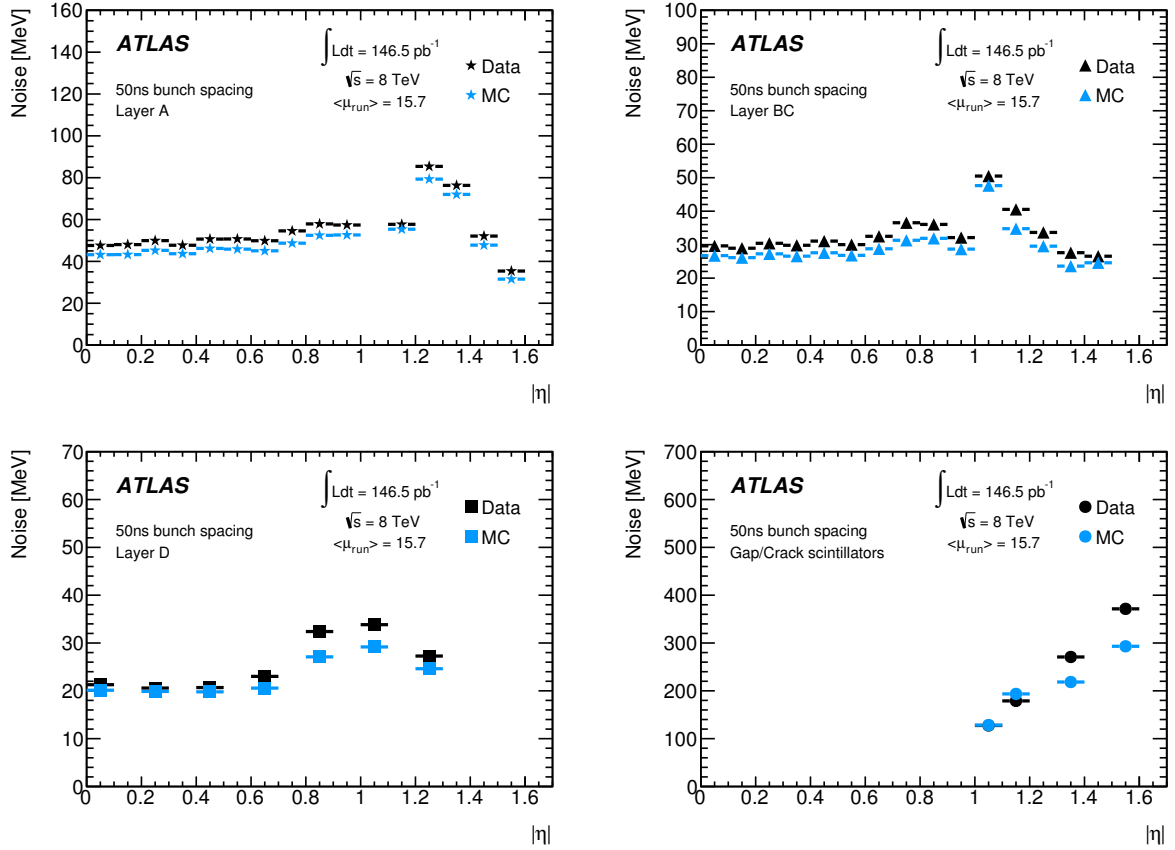 Noise [MeV]
160
140
120
100
80
60
40
20
0
ATLAS
∫ Ldt = 146.5 pb⁻¹
√s = 8 TeV
<μrun> = 15.7
50ns bunch spacing
Layer A
Data
MC
0 0.2 0.4 0.6 0.8 1 1.2 1.4 1.6
|η|
Noise [MeV]
100
90
80
70
60
50
40
30
20
10
0
ATLAS
∫ Ldt = 146.5 pb⁻¹
√s = 8 TeV
<μrun> = 15.7
50ns bunch spacing
Layer BC
Data
MC
0 0.2 0.4 0.6 0.8 1 1.2 1.4 1.6
|η|
Noise [MeV]
70
60
50
40
30
20
10
0
ATLAS
∫ Ldt = 146.5 pb⁻¹
√s = 8 TeV
<μrun> = 15.7
50ns bunch spacing
Layer D
Data
MC
0 0.2 0.4 0.6 0.8 1 1.2 1.4 1.6
|η|
Noise [MeV]
700
600
500
400
300
200
100
0
ATLAS
∫ Ldt = 146.5 pb⁻¹
√s = 8 TeV
<μrun> = 15.7
50ns bunch spacing
Gap/Crack scintillators
Data
MC
0 0.2 0.4 0.6 0.8 1 1.2 1.4 1.6
|η|